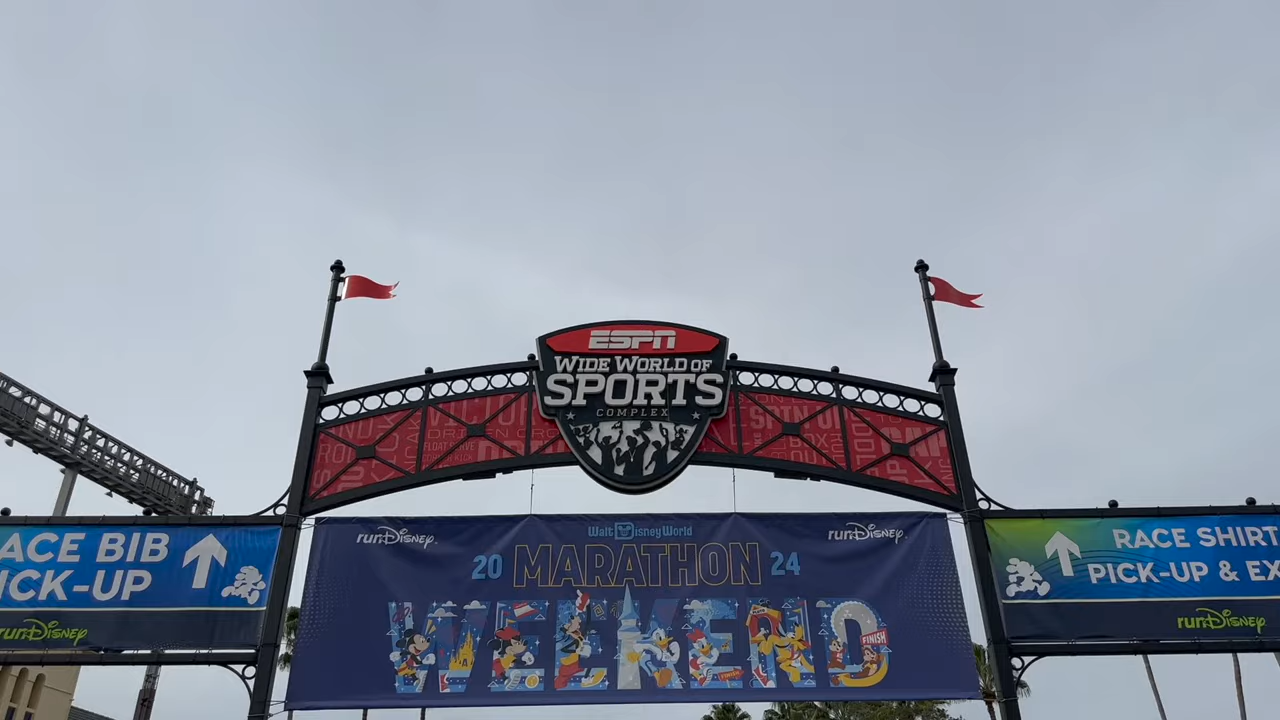 ESPN
WIDE WORLD OF
SPORTS
COMPLEX
ACE BIB
ICK-UP
runDisney
runDisney
Walt Disney World
runDisney
20 MARATHON 24
WEEKEND
FINISH
RACE SHIRT
PICK-UP & EX
runDisney